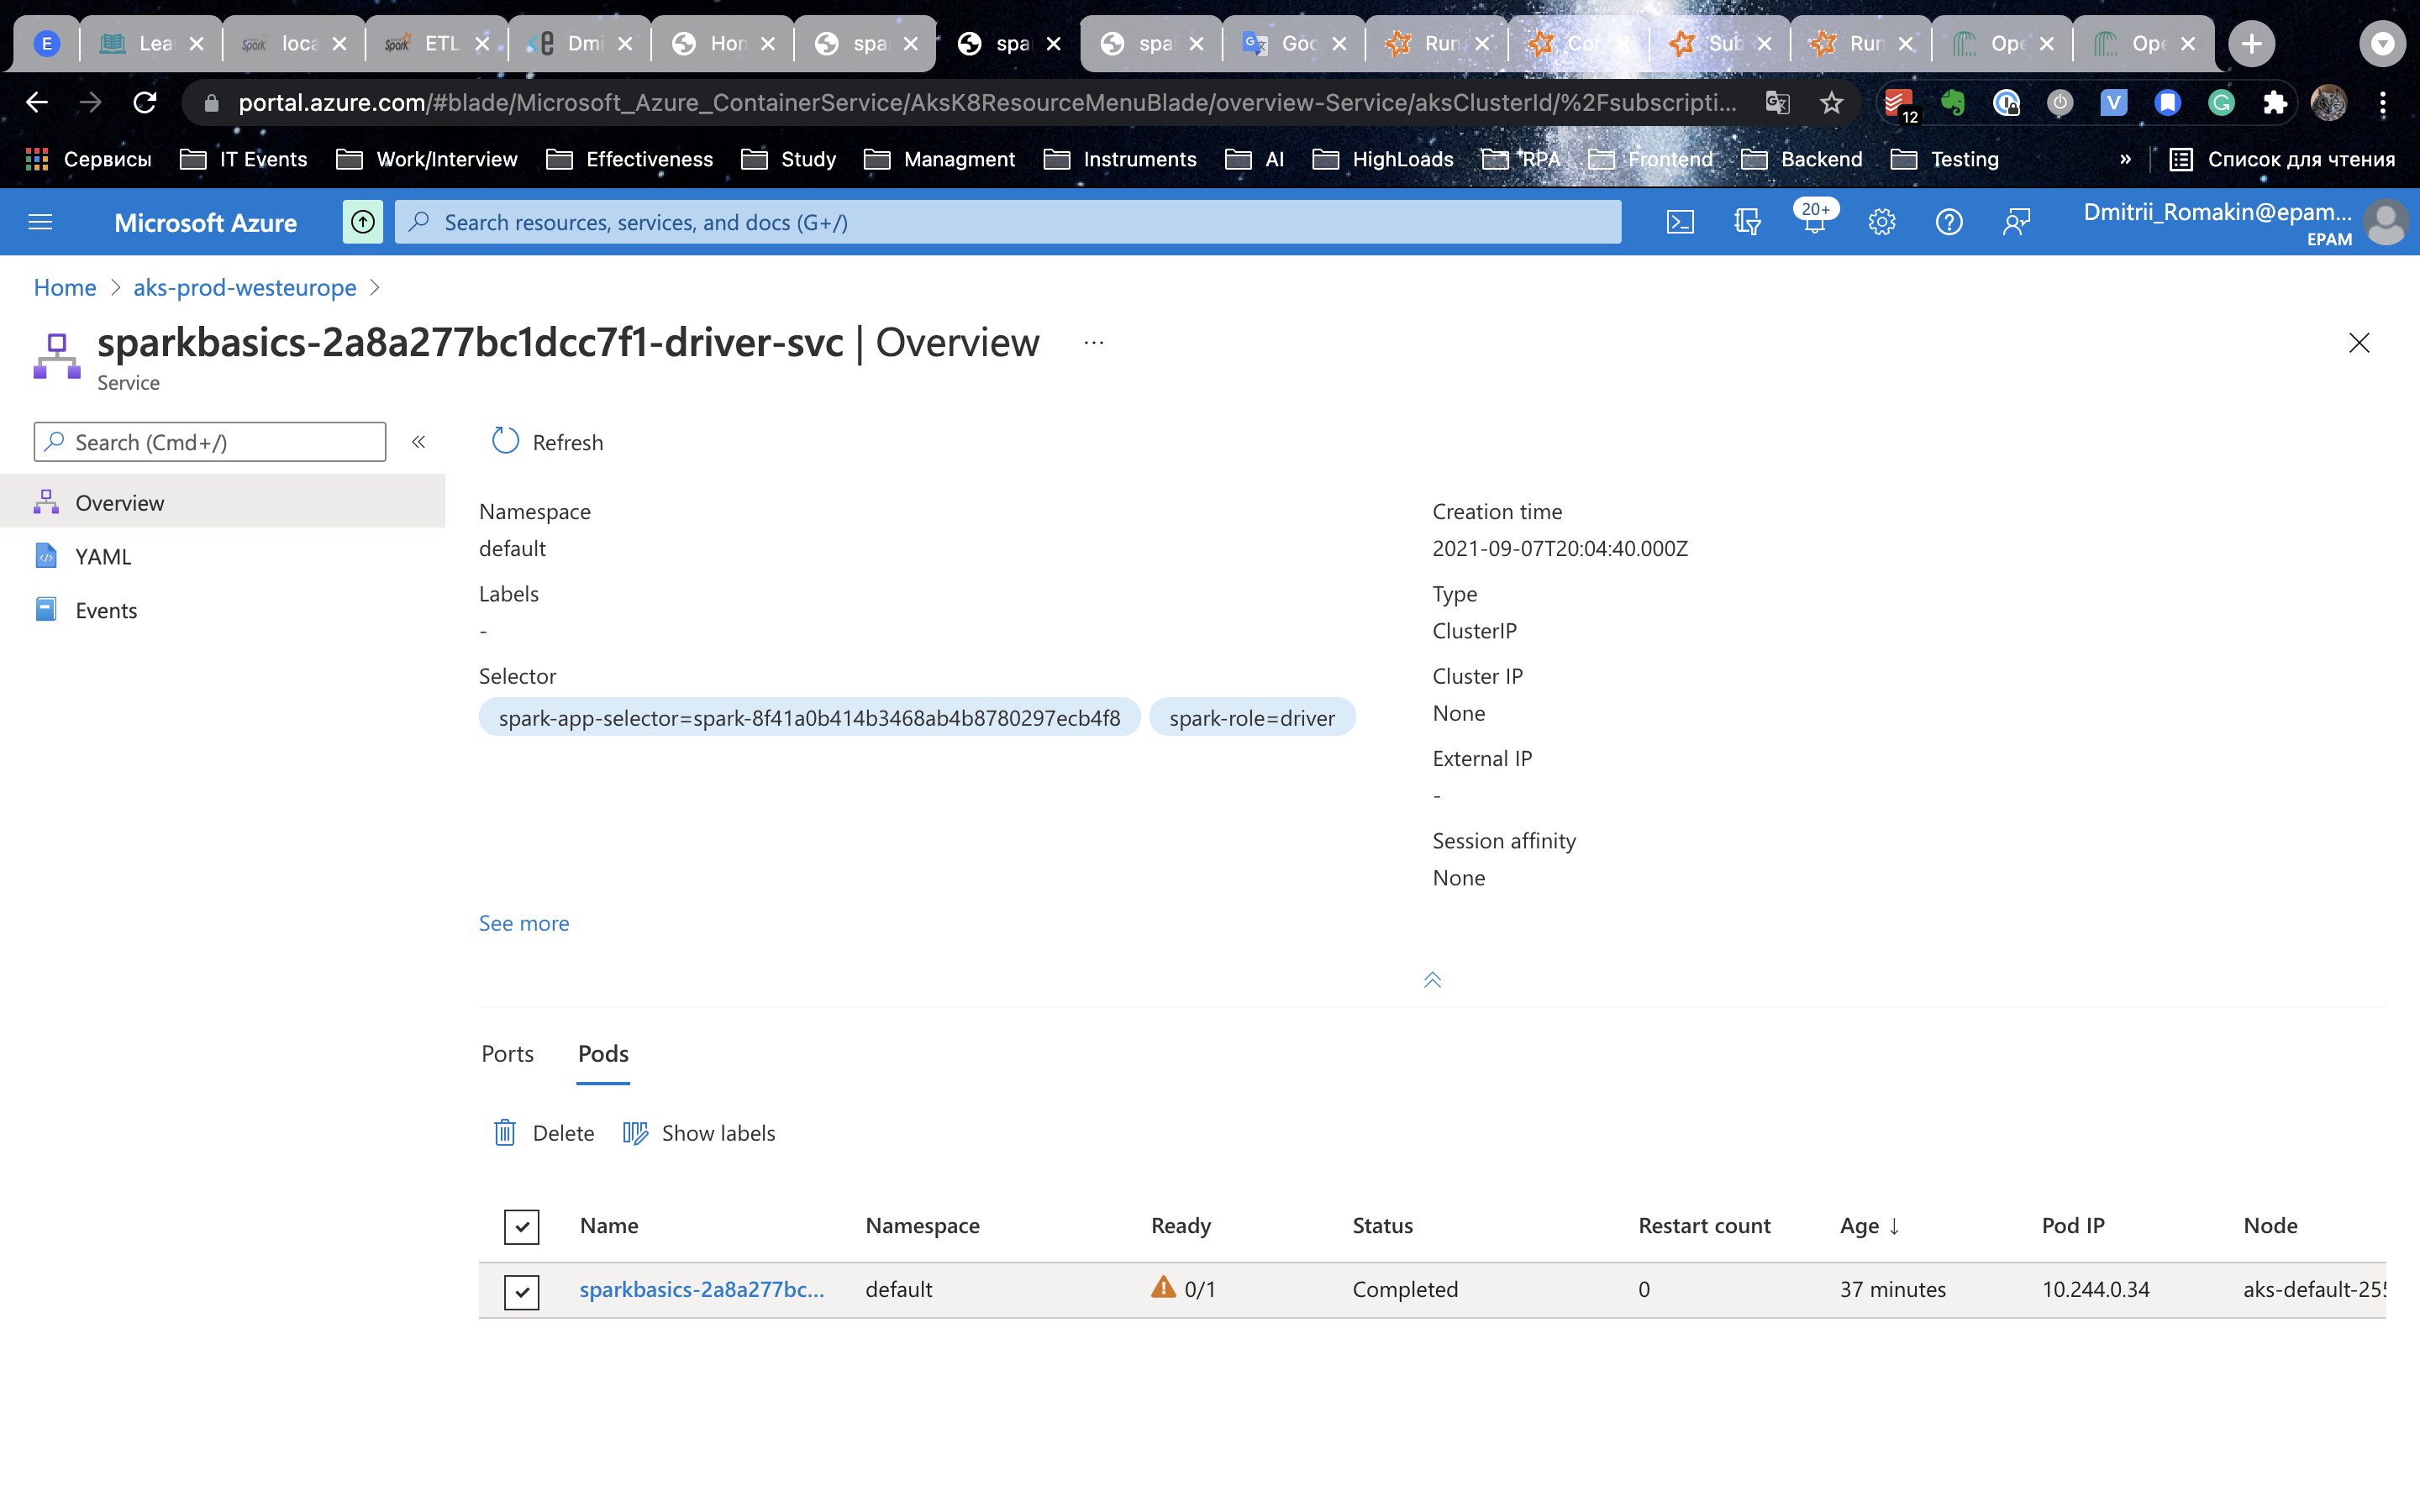 E Lea loca ETL Dmi Hom spa spa spa Goo Run Co Sub Run Ope Ope
portal.azure.com/#blade/Microsoft_Azure_ContainerService/AksK8ResourceMenuBlade/overview-Service/aksClusterId/%2Fsubscripti... 12
Сервисы IT Events Work/Interview Effectiveness Study Managment Instruments AI HighLoads RPA Frontend Backend Testing » Список для чтения
Microsoft Azure Search resources, services, and docs (G+/) 20+ Dmitrii_Romakin@epam...
EPAM
Home > aks-prod-westeurope >
sparkbasics-2a8a277bc1dcc7f1-driver-svc | Overview ...
Service
Search (Cmd+/) «
Refresh
Overview
YAML
Events
Namespace
default
Labels
-
Selector
spark-app-selector=spark-8f41a0b414b3468ab4b8780297ecb4f8 spark-role=driver
See more
Creation time
2021-09-07T20:04:40.000Z
Type
ClusterIP
Cluster IP
None
External IP
-
Session affinity
None
Ports Pods
Delete Show labels
Name Namespace Ready Status Restart count Age ↓ Pod IP Node
sparkbasics-2a8a277bc... default 0/1 Completed 0 37 minutes 10.244.0.34 aks-default-255